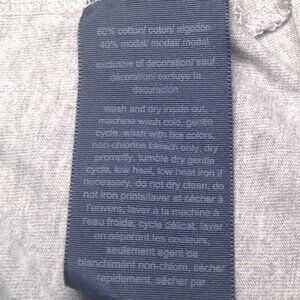 60% cotton/ coton/ algodón
40% modal/ modal/ modal
exclusive of decoration/ sauf
décoration/ excluye la
decoración
wash and dry inside out,
machine wash cold, gentle
cycle, wash with like colors,
non-chlorine bleach only, dry
promptly, tumble dry gentle
cycle, low heat, low heat iron if
necessary, do not dry clean, do
not iron prints/laver et sécher à
l'envers, laver à la machine à
l'eau froide, cycle délicat, laver
en séparant les couleurs,
seulement agent de
blanchiment non-chlore, sécher
rapidement, sécher par